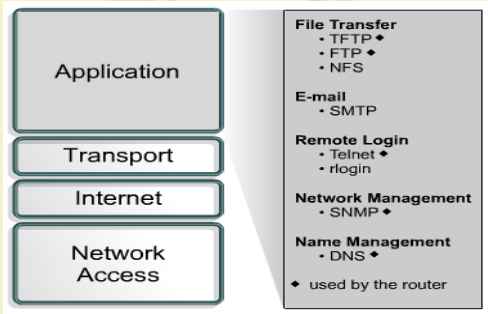 Application
Transport
Internet
Network
Access
File Transfer
• TFTP ◆
• FTP ◆
• NFS
E-mail
• SMTP
Remote Login
• Telnet ◆
• rlogin
Network Management
• SNMP ◆
Name Management
• DNS ◆
◆ used by the router